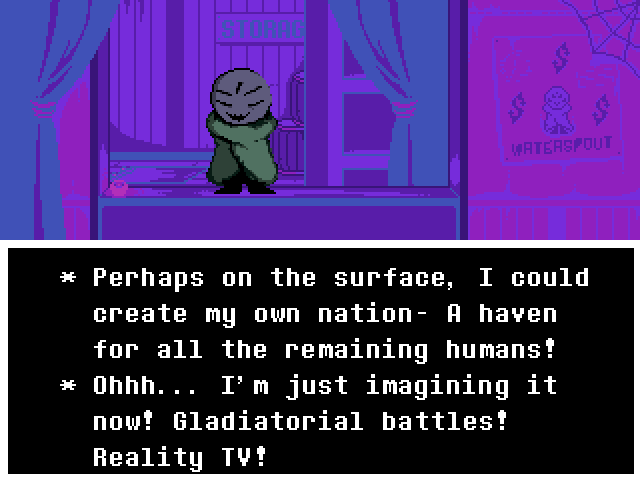 STORAG
$
$ $
WATERSPOUT
* Perhaps on the surface, I could
create my own nation- A haven
for all the remaining humans!
* Ohhh... I'm just imagining it
now! Gladiatorial battles!
Reality TV!